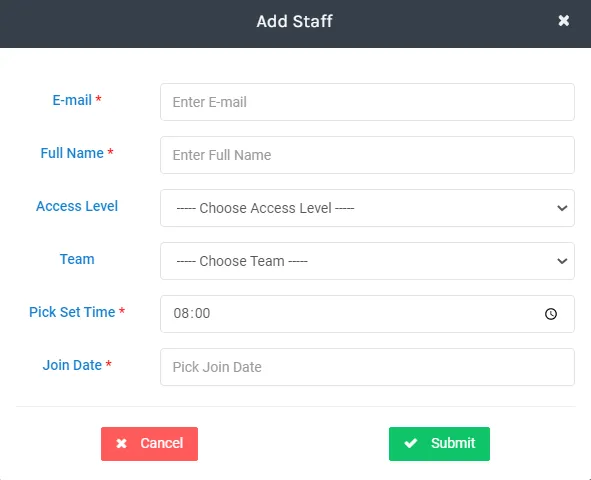 Add Staff
E-mail * Enter E-mail
Full Name * Enter Full Name
Access Level ----- Choose Access Level -----
Team ----- Choose Team -----
Pick Set Time * 08:00
Join Date * Pick Join Date
Cancel Submit